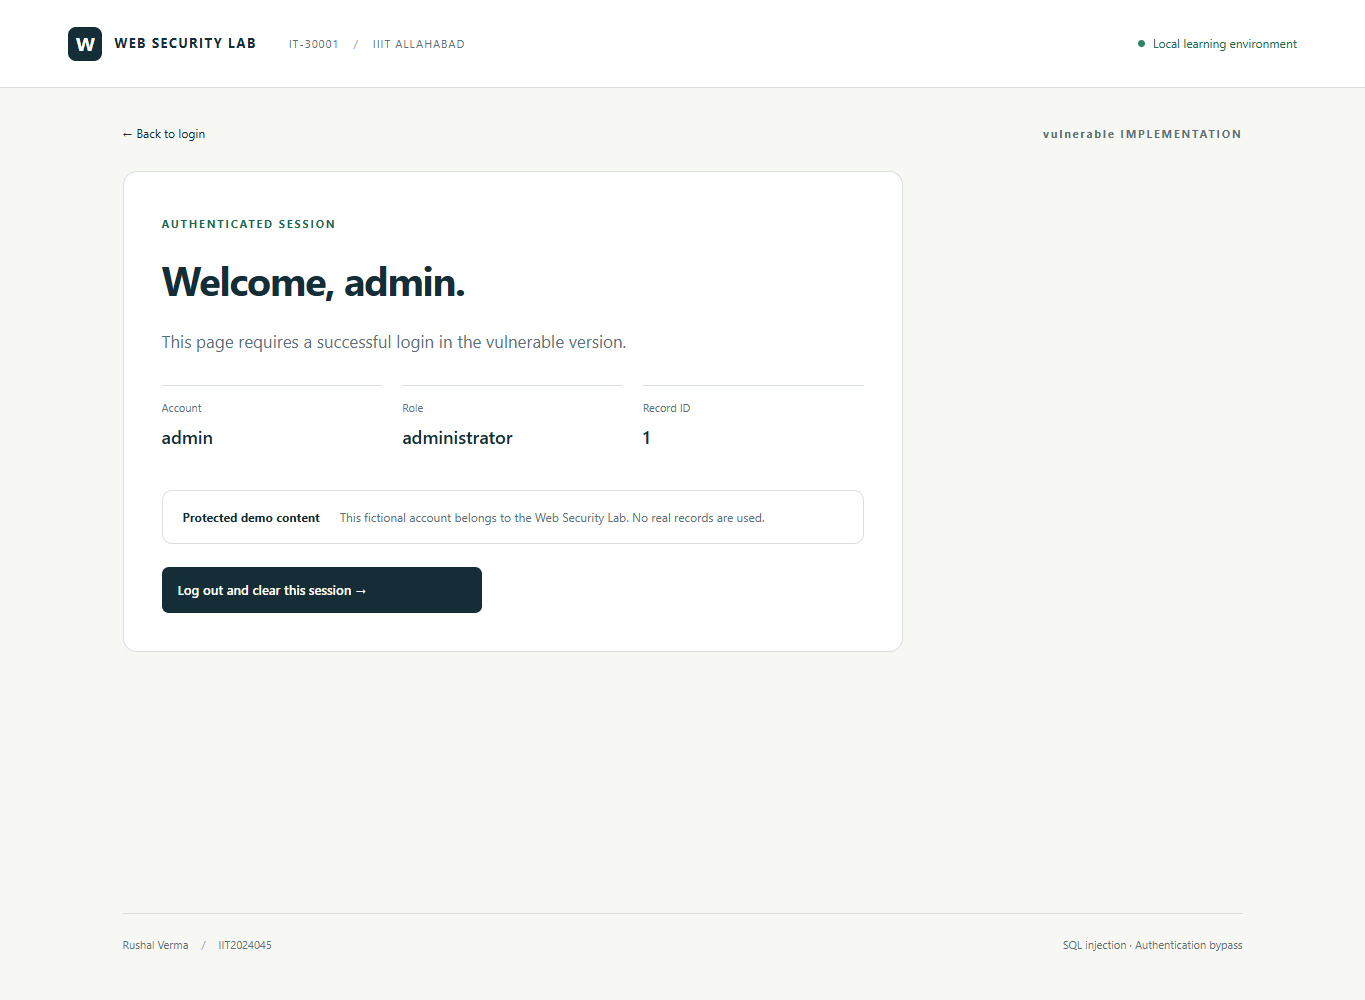 W WEB SECURITY LAB IT-30001 / IIIT ALLAHABAD Local learning environment
← Back to login vulnerable IMPLEMENTATION
AUTHENTICATED SESSION
Welcome, admin.
This page requires a successful login in the vulnerable version.
Account Role Record ID
admin administrator 1
Protected demo content This fictional account belongs to the Web Security Lab. No real records are used.
Log out and clear this session →
Rushal Verma / IIT2024045 SQL injection · Authentication bypass